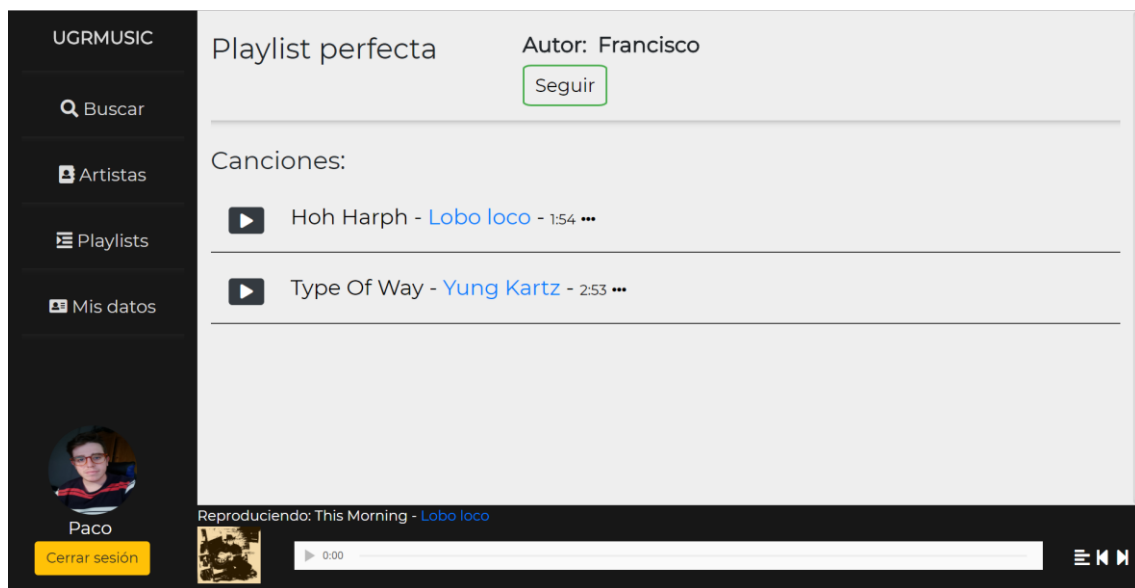 UGRMUSIC
Buscar
Artistas
Playlists
Mis datos
Paco
Cerrar sesión
Playlist perfecta
Autor: Francisco
Seguir
Canciones:
Hoh Harph - Lobo loco - 1:54 •••
Type Of Way - Yung Kartz - 2:53 •••
Reproduciendo: This Morning - Lobo loco
0:00